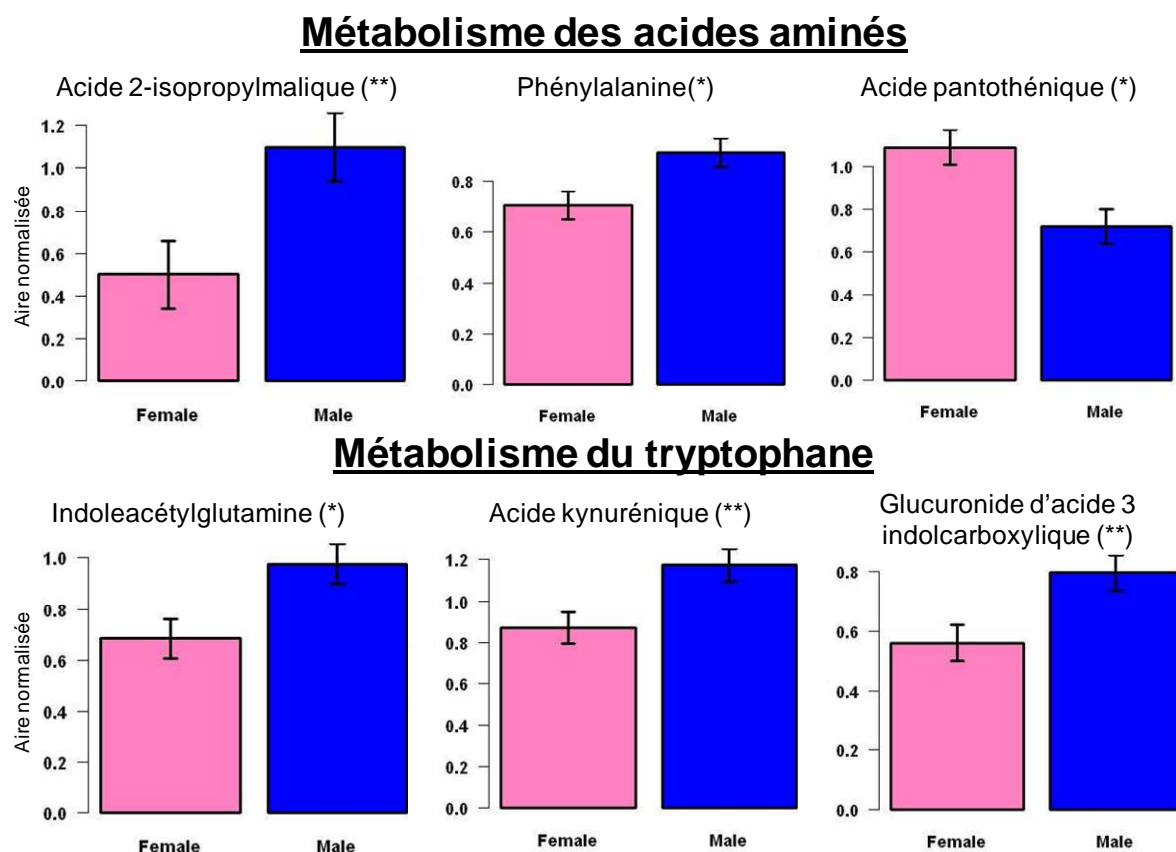 Métabolisme des acides aminés
Acide 2-isopropylmalique (**)
Phénylalanine(*)
Acide pantothénique (*)
Aire normalisée
1.2
1.0
0.8
0.6
0.4
0.2
0.0
Female
Male
0.8
0.6
0.4
0.2
0.0
Female
Male
1.0
0.8
0.6
0.4
0.2
0.0
Female
Male
Métabolisme du tryptophane
Indoleacétylglutamine (*)
Acide kynurénique (**)
Glucuronide d'acide 3
indolcarboxylique (**)
Aire normalisée
1.0
0.8
0.6
0.4
0.2
0.0
Female
Male
1.2
1.0
0.8
0.6
0.4
0.2
0.0
Female
Male
0.8
0.6
0.4
0.2
0.0
Female
Male